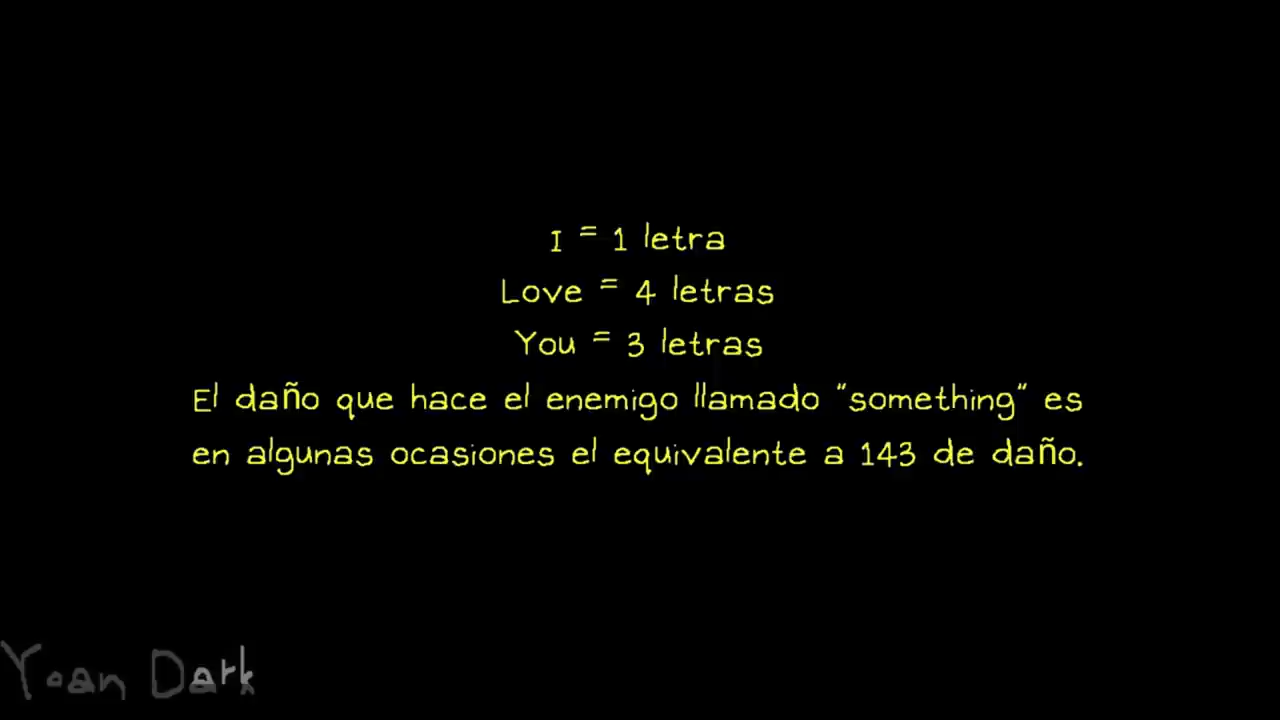 I = 1 letra
Love = 4 letras
You = 3 letras
El daño que hace el enemigo llamado “something“ es
en algunas ocasiones el equivalente a 143 de daño.
Yoan Dark